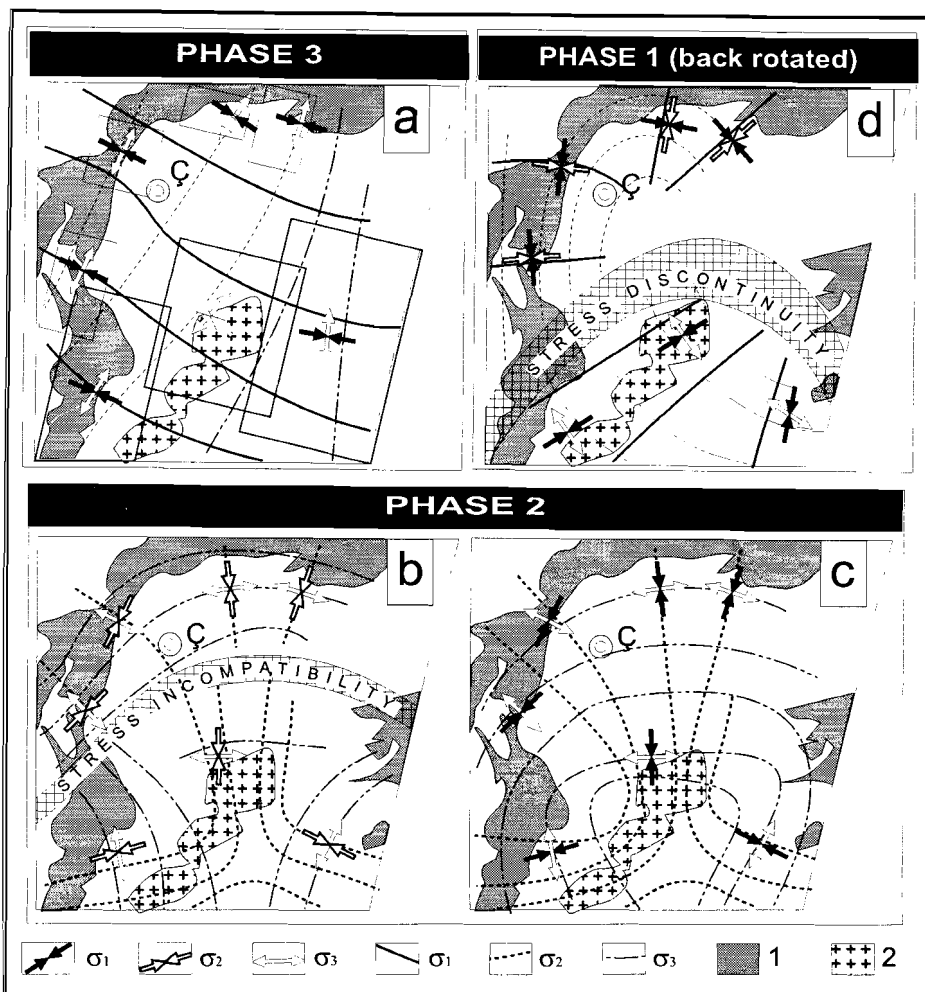 PHASE 3
PHASE 1 (back rotated)
a
d
Ç
Ç
STRESS DISCONTINUITY
PHASE 2
b
c
Ç
Ç
STRESS INCOMPATIBILITY
σ1 σ2 σ3 σ1 σ2 σ3 1 2